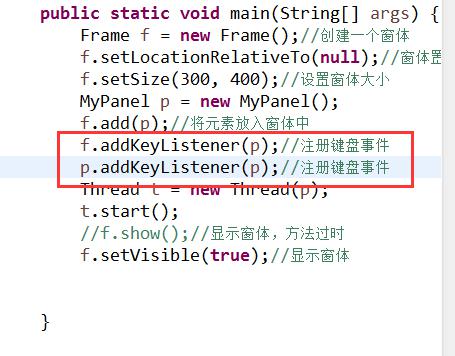 public static void main(String[] args) {
Frame f = new Frame();//创建一个窗体
f.setLocationRelativeTo(null);//窗体置
f.setSize(300, 400);//设置窗体大小
MyPanel p = new MyPanel();
f.add(p);//将元素放入窗体中
f.addKeyListener(p);//注册键盘事件
p.addKeyListener(p);//注册键盘事件
Thread t = new Thread(p);
t.start();
//f.show();//显示窗体，方法过时
f.setVisible(true);//显示窗体
}